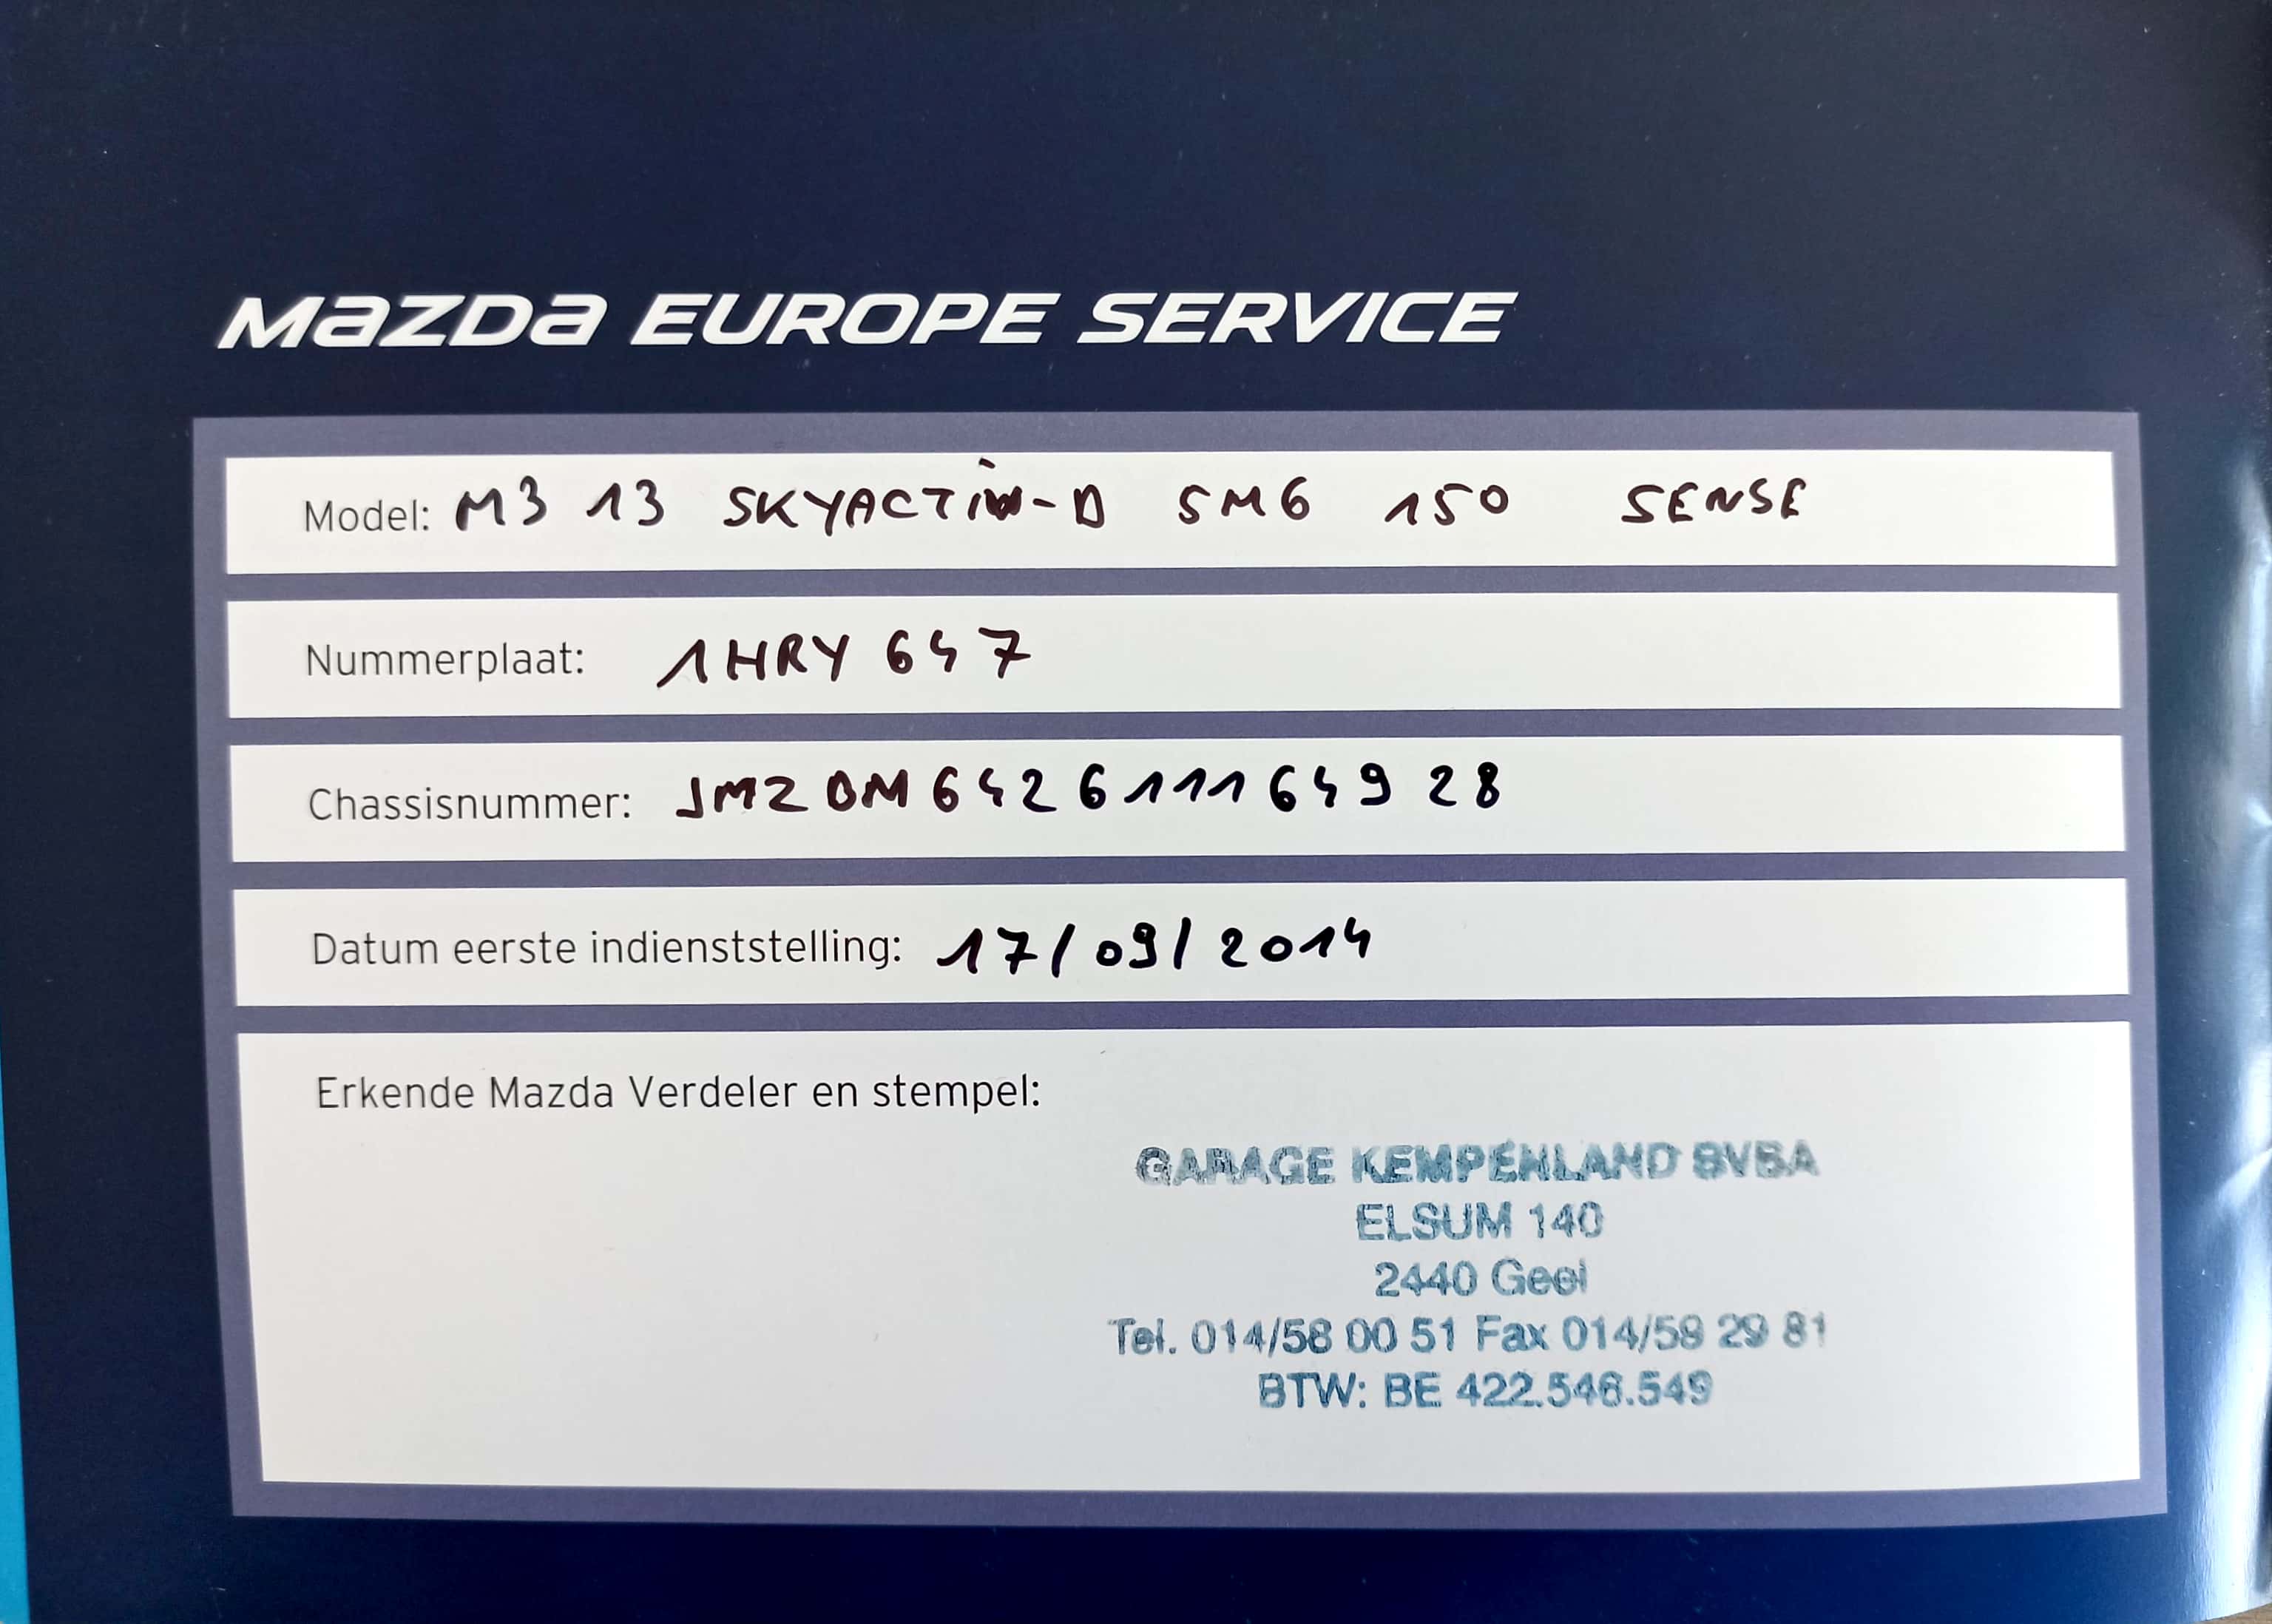 mazda EUROPE SERVICE
Model: M3 13 SKYACTIV-D 5M6 150 SENSE
Nummerplaat: 1HRY 647
Chassisnummer: JMZBM642611164928
Datum eerste indienststelling: 17/09/2014
Erkende Mazda Verdeler en stempel:
GARAGE KEMPENLAND BVBA
ELSUM 140
2440 Geel
Tel. 014/58 00 51 Fax 014/58 29 81
BTW: BE 422.546.549